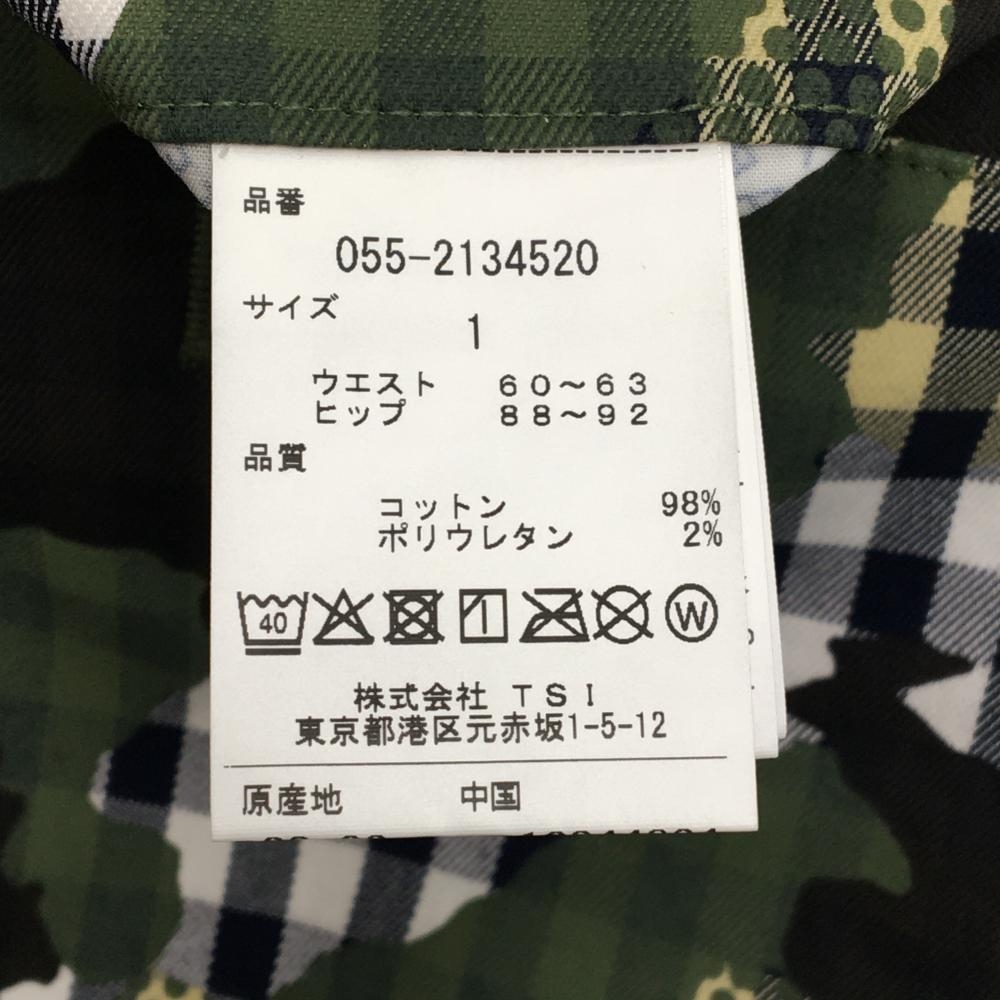 品番
055-2134520
サイズ
1
ウエスト 60～63
ヒップ 88～92
品質
コットン 98%
ポリウレタン 2%
40 1 W
株式会社 TSI
東京都港区元赤坂1-5-12
原産地 中国